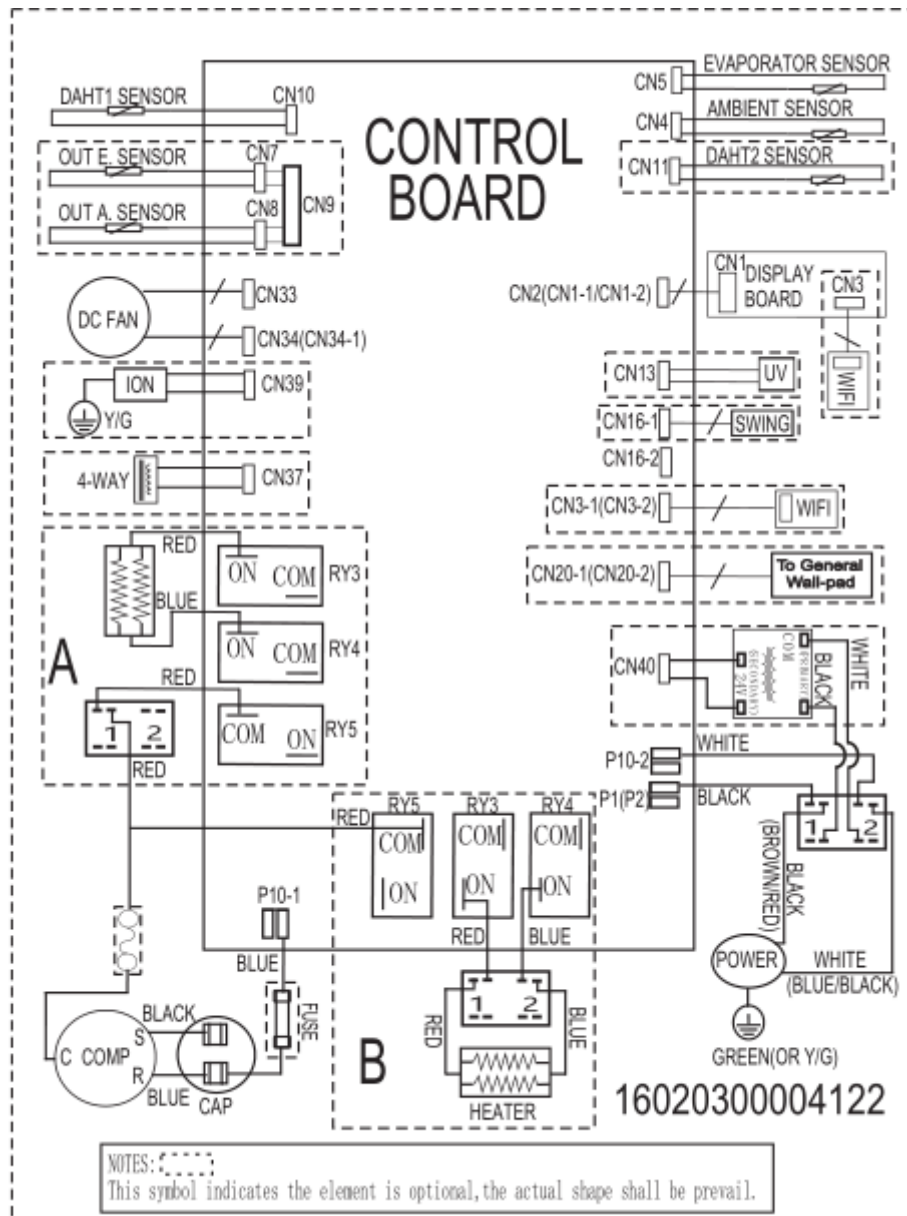 DAHT1 SENSOR
CN10
OUT E. SENSOR
CN7
CN9
OUT A. SENSOR
CN8
CONTROL
BOARD
EVAPORATOR SENSOR
CN5
AMBIENT SENSOR
CN4
DAHT2 SENSOR
CN11
DC FAN
CN33
CN34(CN34-1)
CN2(CN1-1/CN1-2)
CN1
DISPLAY
BOARD
CN3
WIFI
ION
CN39
Y/G
CN13
UV
CN16-1
SWING
CN16-2
4-WAY
CN37
CN3-1(CN3-2)
WIFI
CN20-1(CN20-2)
To General
Wall-pad
A
RED
ON COM
RY3
BLUE
ON COM
RY4
RED
COM ON
RY5
1 2
RED
CN40
COM
PRIMARY
24V
(SECONDARY)
BLACK
WHITE
P10-2
WHITE
P1(P2)
BLACK
1 2
BLACK
(BROWN/RED)
POWER
WHITE
(BLUE/BLACK)
GREEN(OR Y/G)
RED
RY5
COM
ON
RY3
COM
ON
RY4
COM
ON
RED
BLUE
1 2
RED
BLUE
HEATER
B
P10-1
BLUE
FUSE
C COMP
S
R
BLACK
BLUE
CAP
16020300004122
NOTES:
This symbol indicates the element is optional,the actual shape shall be prevail.